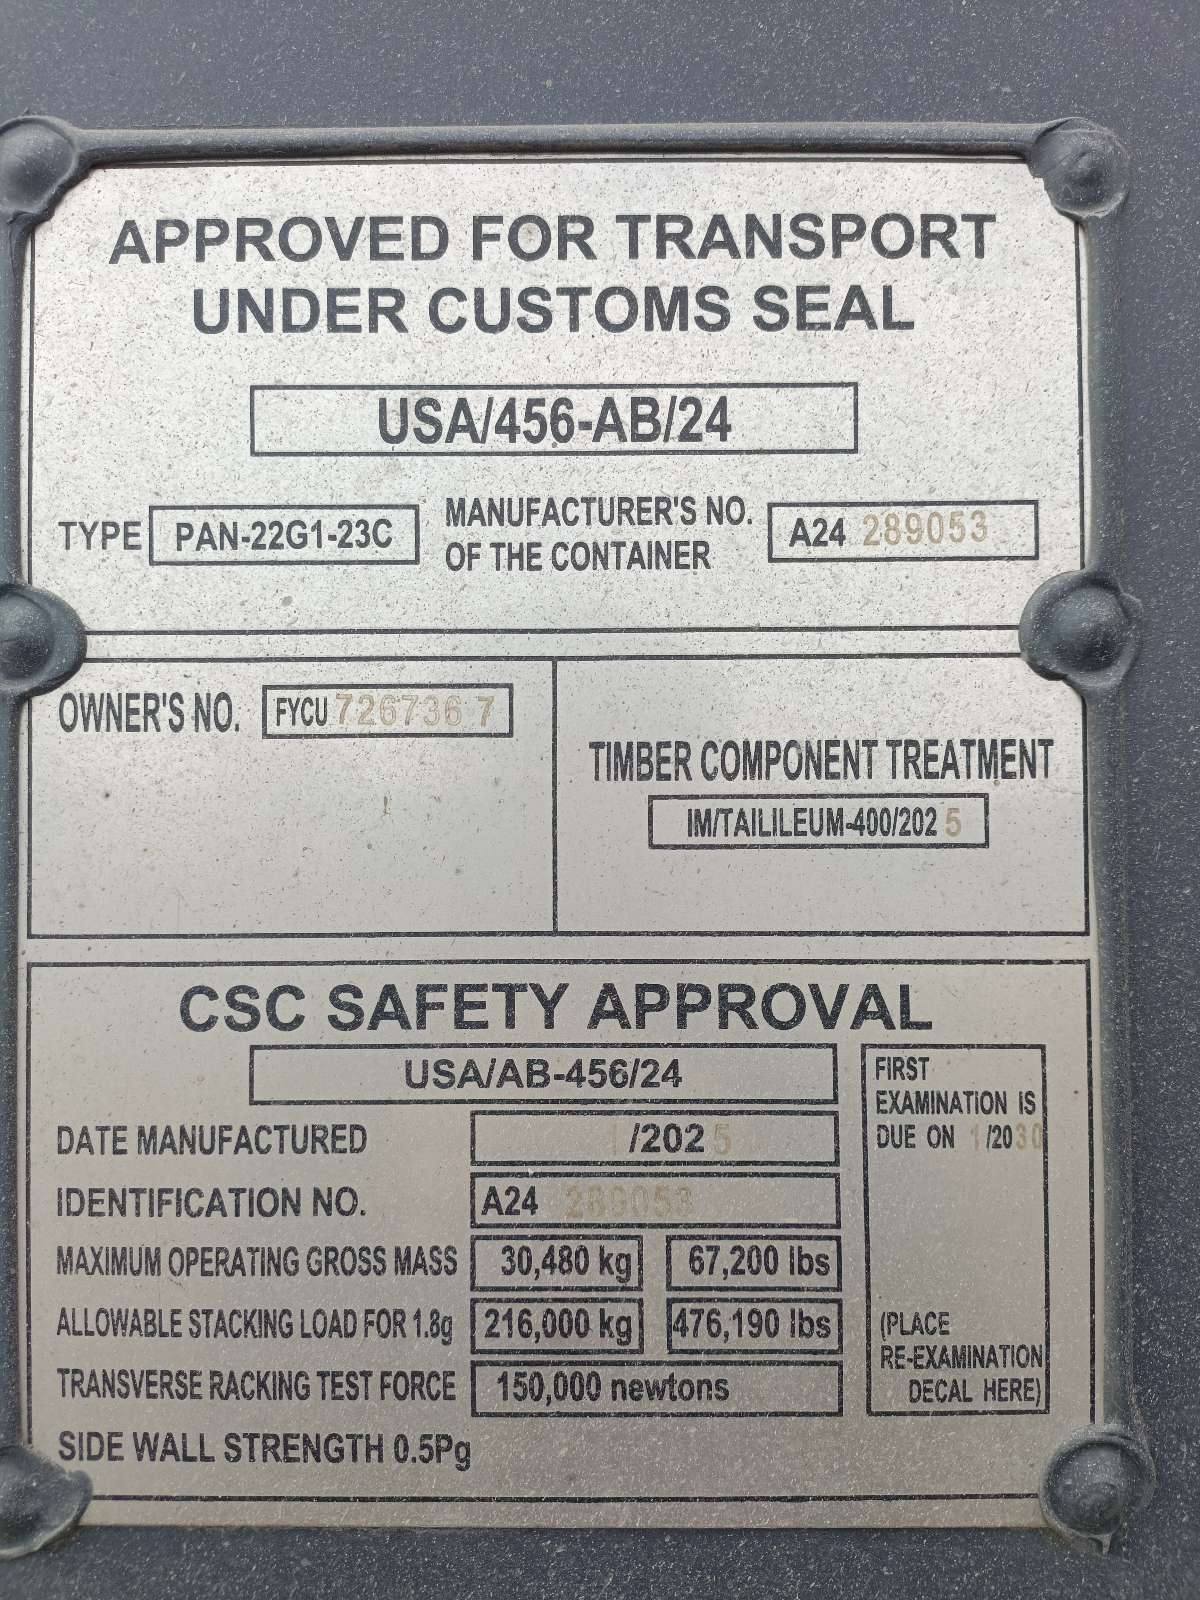 APPROVED FOR TRANSPORT
UNDER CUSTOMS SEAL
USA/456-AB/24
TYPE PAN-22G1-23C
MANUFACTURER'S NO.
OF THE CONTAINER
A24 289053
OWNER'S NO. FYCU 726736 7
TIMBER COMPONENT TREATMENT
IM/TAILILEUM-400/2025
CSC SAFETY APPROVAL
USA/AB-456/24
DATE MANUFACTURED 1/2025
IDENTIFICATION NO. A24 289053
MAXIMUM OPERATING GROSS MASS 30,480 kg 67,200 lbs
ALLOWABLE STACKING LOAD FOR 1.8g 216,000 kg 476,190 lbs
TRANSVERSE RACKING TEST FORCE 150,000 newtons
SIDE WALL STRENGTH 0.5Pg
FIRST
EXAMINATION IS
DUE ON 1/2030
(PLACE
RE-EXAMINATION
DECAL HERE)